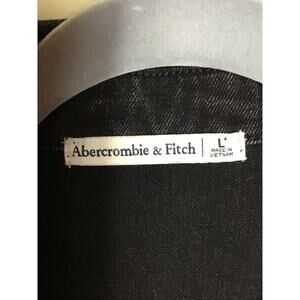 Abercrombie & Fitch
L
MADE IN
VIETNAM